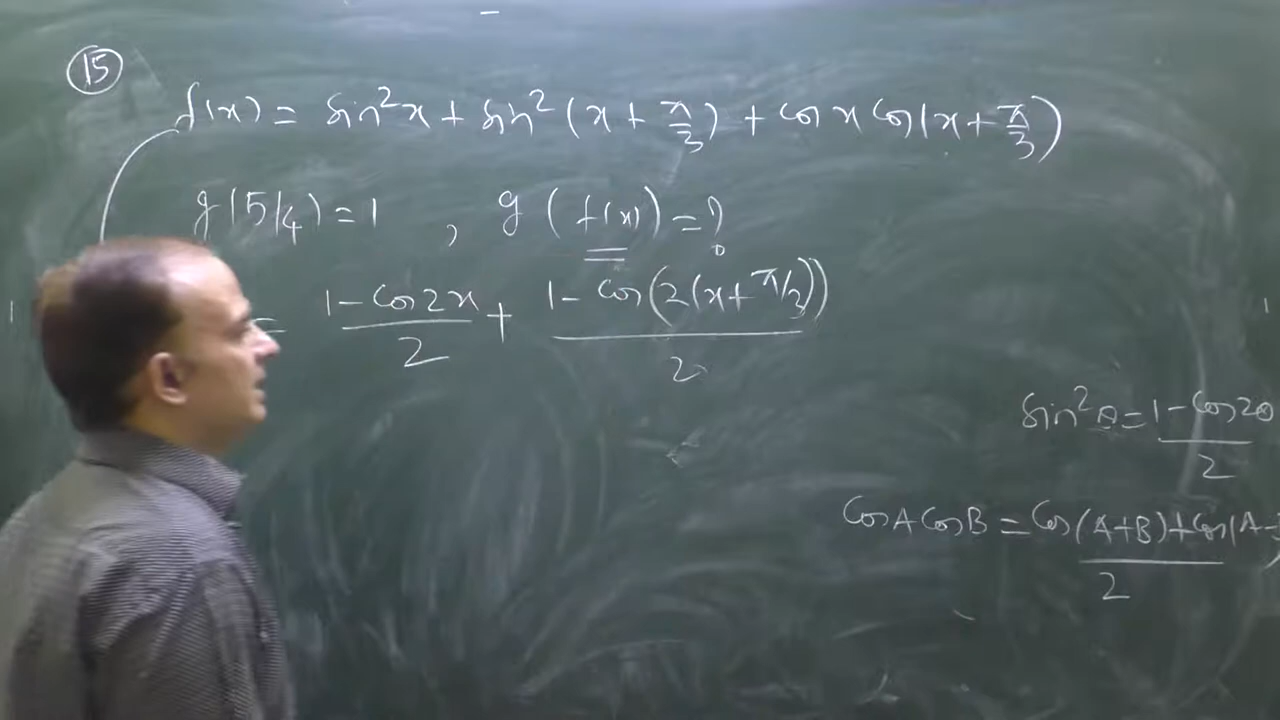 15
f(x) = Sin²x + Sin²(x + π/3) + Cos x Cos(x + π/3)
g(5/4) = 1 , g(f(x)) = ?
= (1 - Cos 2x)/2 + (1 - Cos(2(x + π/3)))/2
Sin²θ = (1 - Cos 2θ)/2
Cos A Cos B = (Cos(A+B) + Cos(A-
)/2